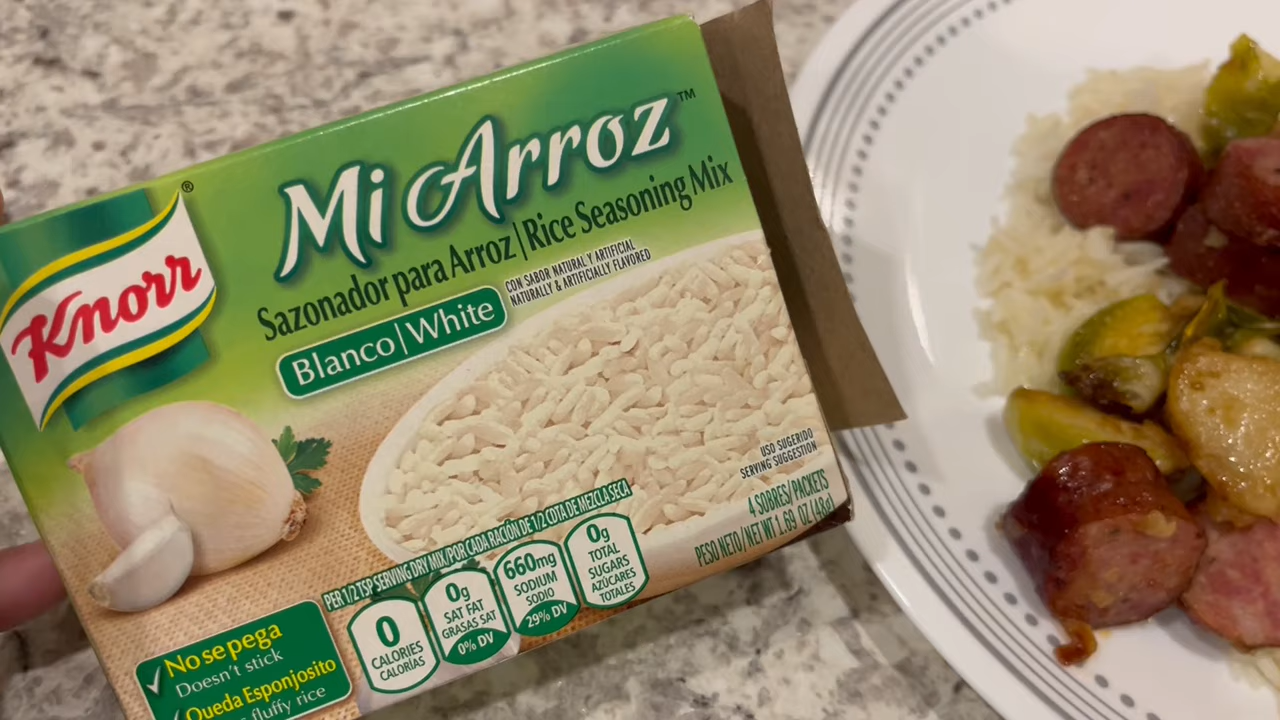 Knorr®
Mi Arroz™
Sazonador para Arroz | Rice Seasoning Mix
Blanco | White
CON SABOR NATURAL Y ARTIFICIAL
NATURALLY & ARTIFICIALLY FLAVORED
USO SUGERIDO
SERVING SUGGESTION
4 SOBRES/PACKETS
PESO NETO/NET WT 1.69 OZ (48g)
PER 1/2 TSP SERVING DRY MIX/POR CADA RACIÓN DE 1/2 CDTA DE MEZCLA SECA
0
CALORIES
CALORÍAS
0g
SAT FAT
GRASAS SAT
0% DV
660mg
SODIUM
SODIO
29% DV
0g
TOTAL
SUGARS
AZÚCARES
TOTALES
No se pega
Doesn't stick
Queda Esponjosito
fluffy rice